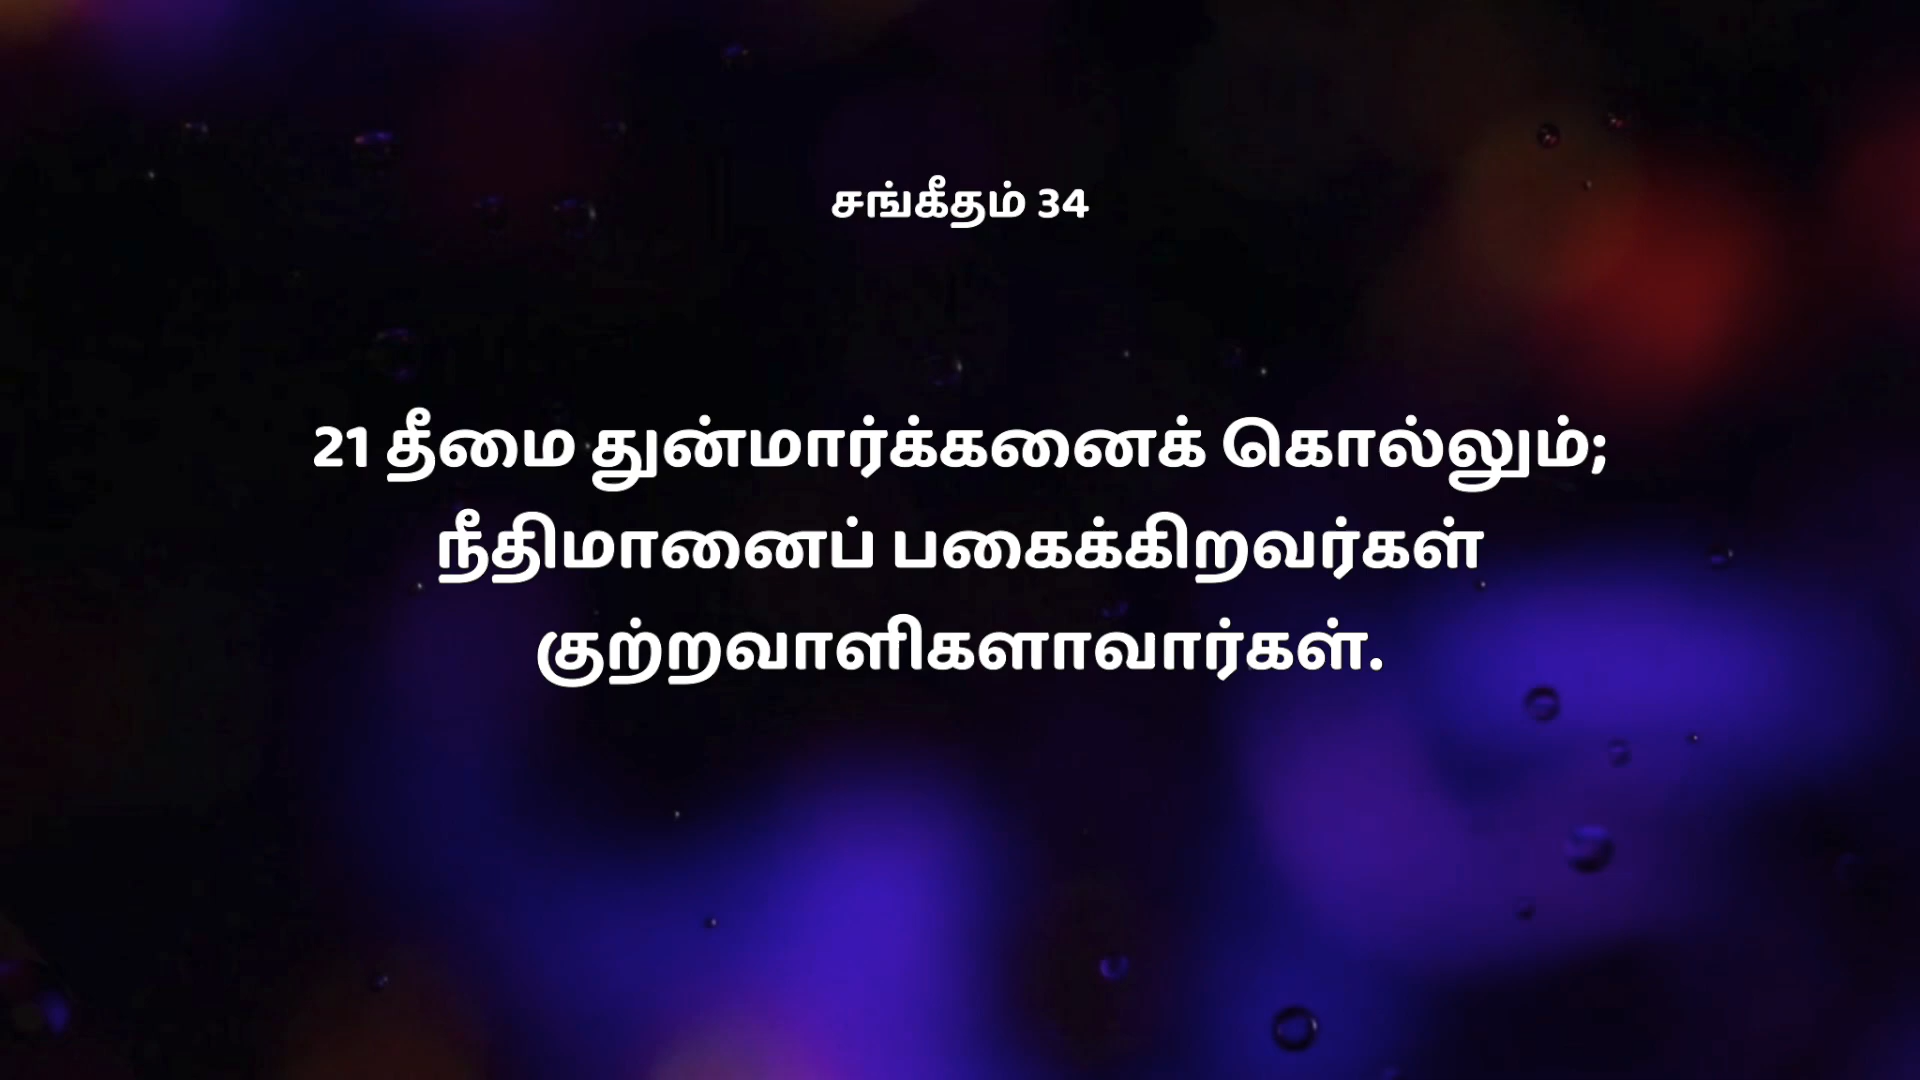 சங்கீதம் 34
21 தீமை துன்மார்க்கனைக் கொல்லும்;
நீதிமானைப் பகைக்கிறவர்கள்
குற்றவாளிகளாவார்கள்.